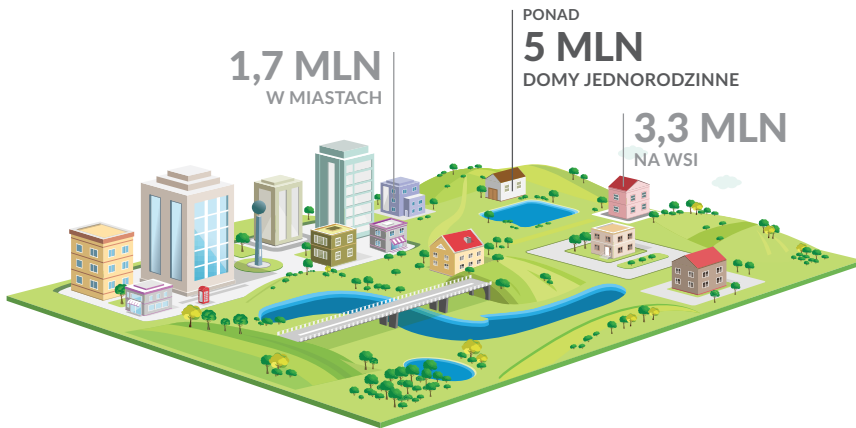 1,7 MLN
W MIASTACH
PONAD
5 MLN
DOMY JEDNORODZINNE
3,3 MLN
NA WSI